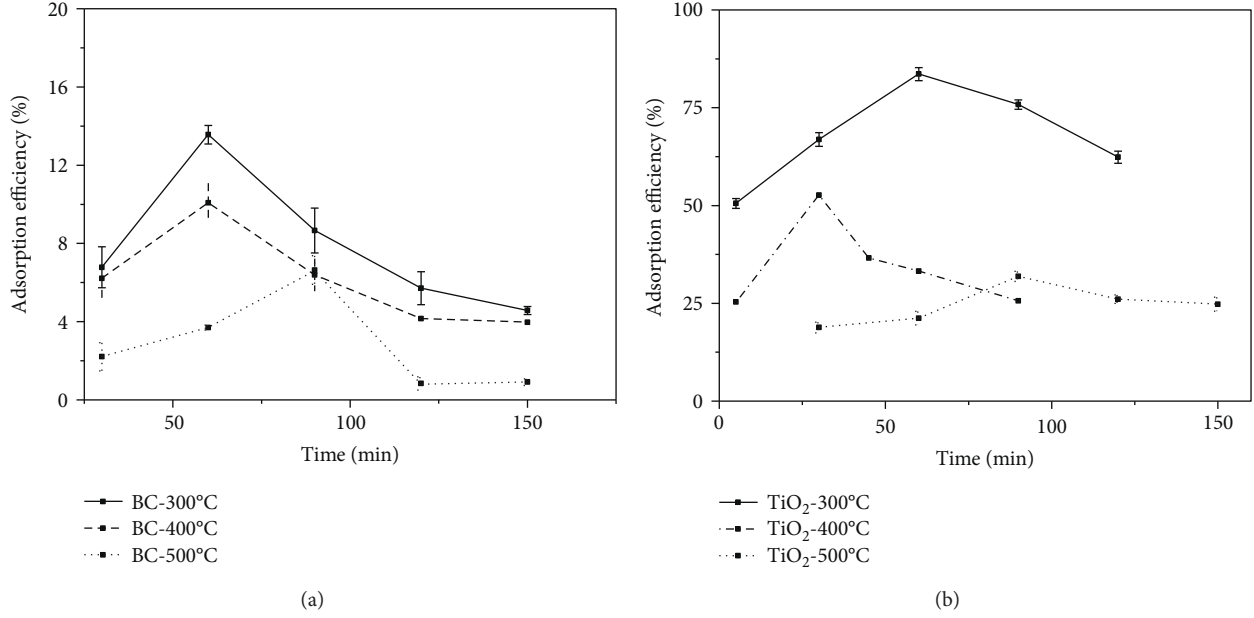 20
16
12
8
4
0
Adsorption efficiency (%)
50
100
150
Time (min)
BC-300°C
BC-400°C
BC-500°C
(a)
100
75
50
25
0
Adsorption efficiency (%)
0
50
100
150
Time (min)
TiO₂-300°C
TiO₂-400°C
TiO₂-500°C
(b)